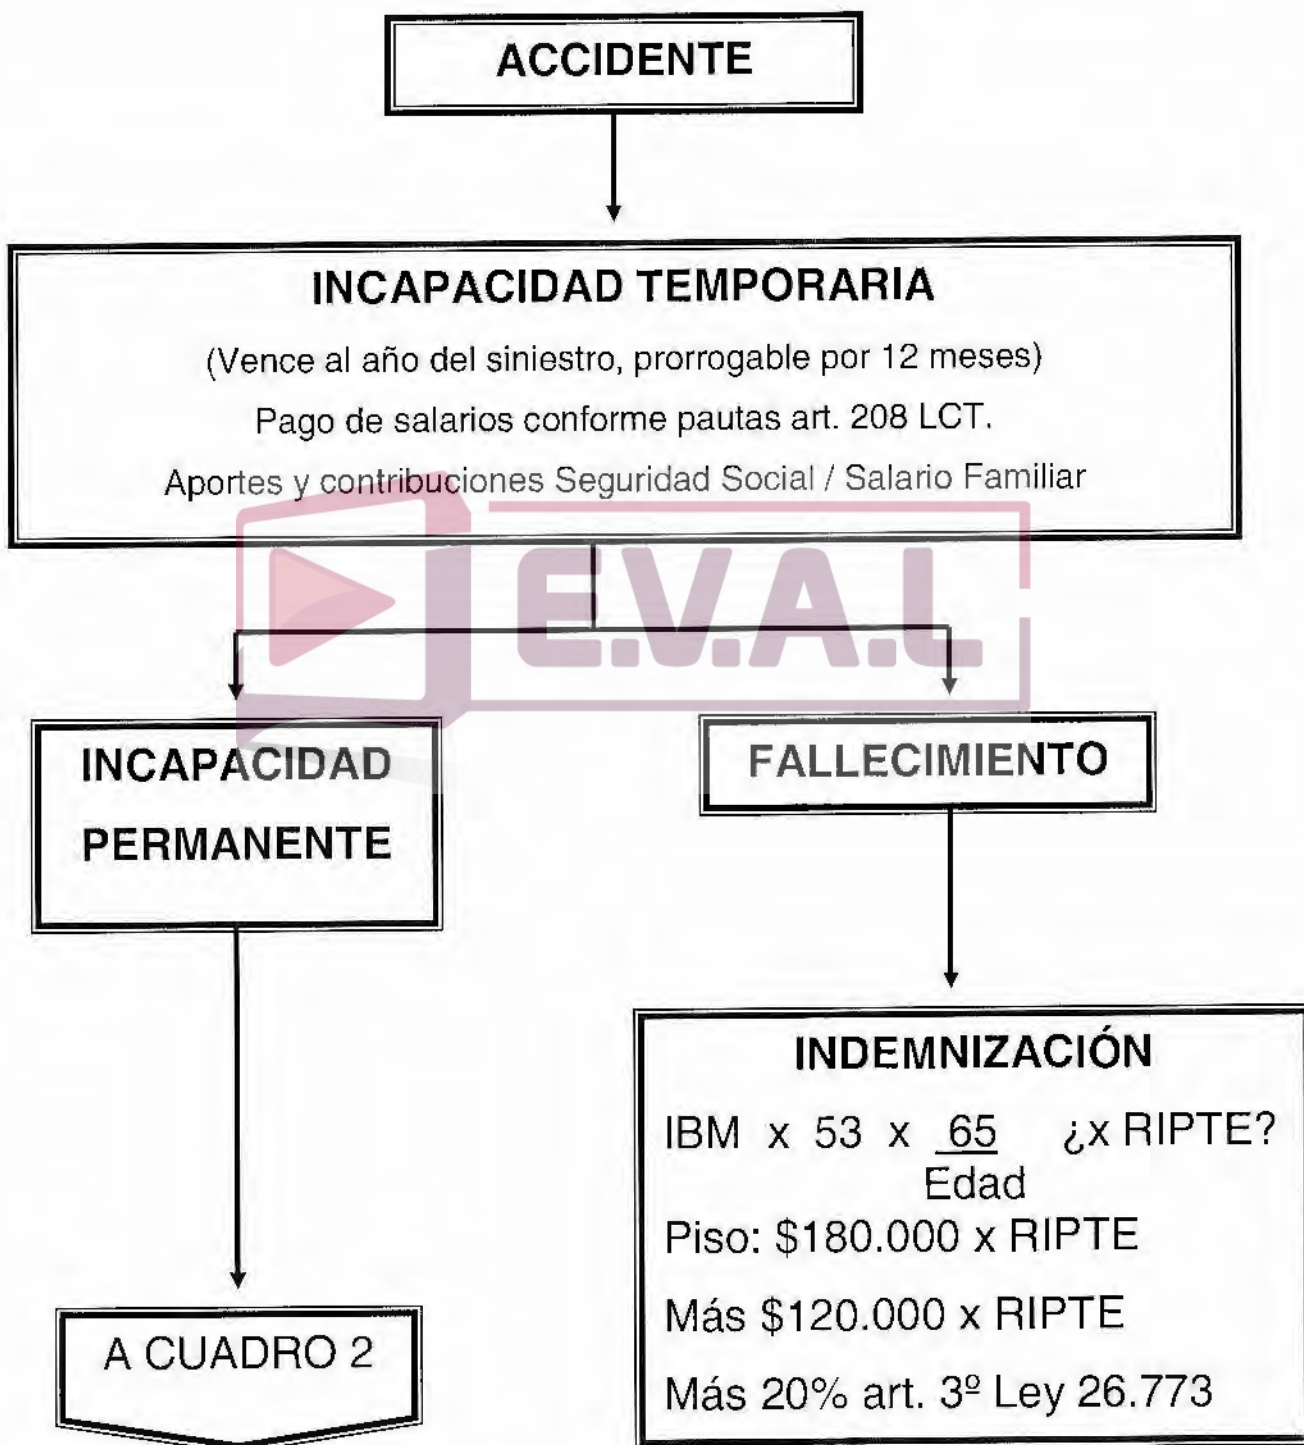 ACCIDENTE
INCAPACIDAD TEMPORARIA
(Vence al año del siniestro, prorrogable por 12 meses)
Pago de salarios conforme pautas art. 208 LCT.
Aportes y contribuciones Seguridad Social / Salario Familiar
E.V.A.L
INCAPACIDAD
PERMANENTE
FALLECIMIENTO
INDEMNIZACIÓN
IBM x 53 x 65 ¿x RIPTE?
Edad
Piso: $180.000 x RIPTE
Más $120.000 x RIPTE
Más 20% art. 3º Ley 26.773
A CUADRO 2